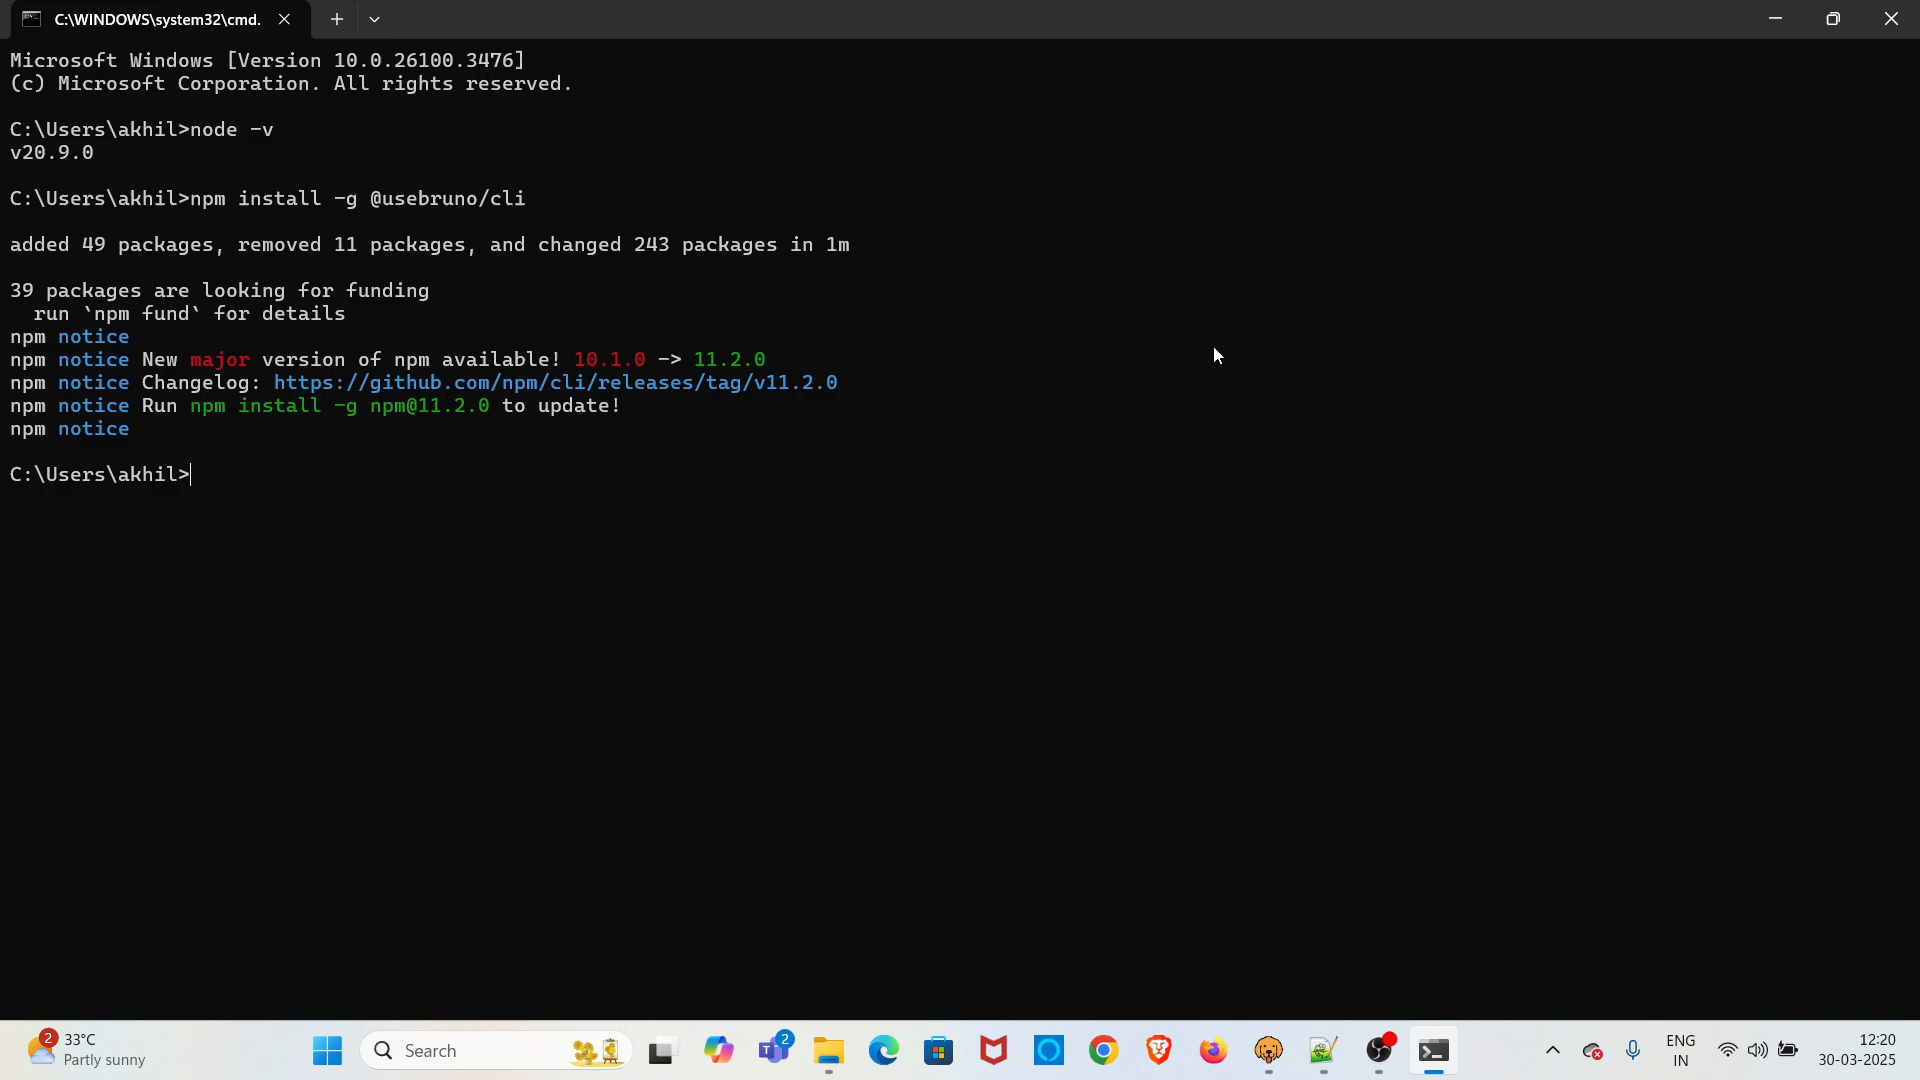 C:\WINDOWS\system32\cmd.
Microsoft Windows [Version 10.0.26100.3476]
(c) Microsoft Corporation. All rights reserved.
C:\Users\akhil>node -v
v20.9.0
C:\Users\akhil>npm install -g @usebruno/cli
added 49 packages, removed 11 packages, and changed 243 packages in 1m
39 packages are looking for funding
run `npm fund` for details
npm notice
npm notice New major version of npm available! 10.1.0 -> 11.2.0
npm notice Changelog: https://github.com/npm/cli/releases/tag/v11.2.0
npm notice Run npm install -g npm@11.2.0 to update!
npm notice
C:\Users\akhil>
2
33°C
Partly sunny
Search
2
ENG
IN
12:20
30-03-2025